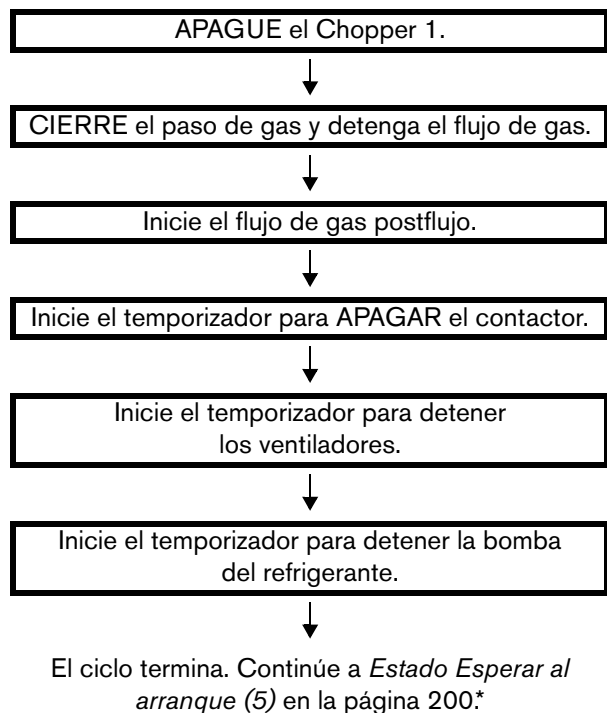 APAGUE el Chopper 1.
CIERRE el paso de gas y detenga el flujo de gas.
Inicie el flujo de gas postflujo.
Inicie el temporizador para APAGAR el contactor.
Inicie el temporizador para detener
los ventiladores.
Inicie el temporizador para detener la bomba
del refrigerante.
El ciclo termina. Continúe a Estado Esperar al
arranque (5) en la página 200.*